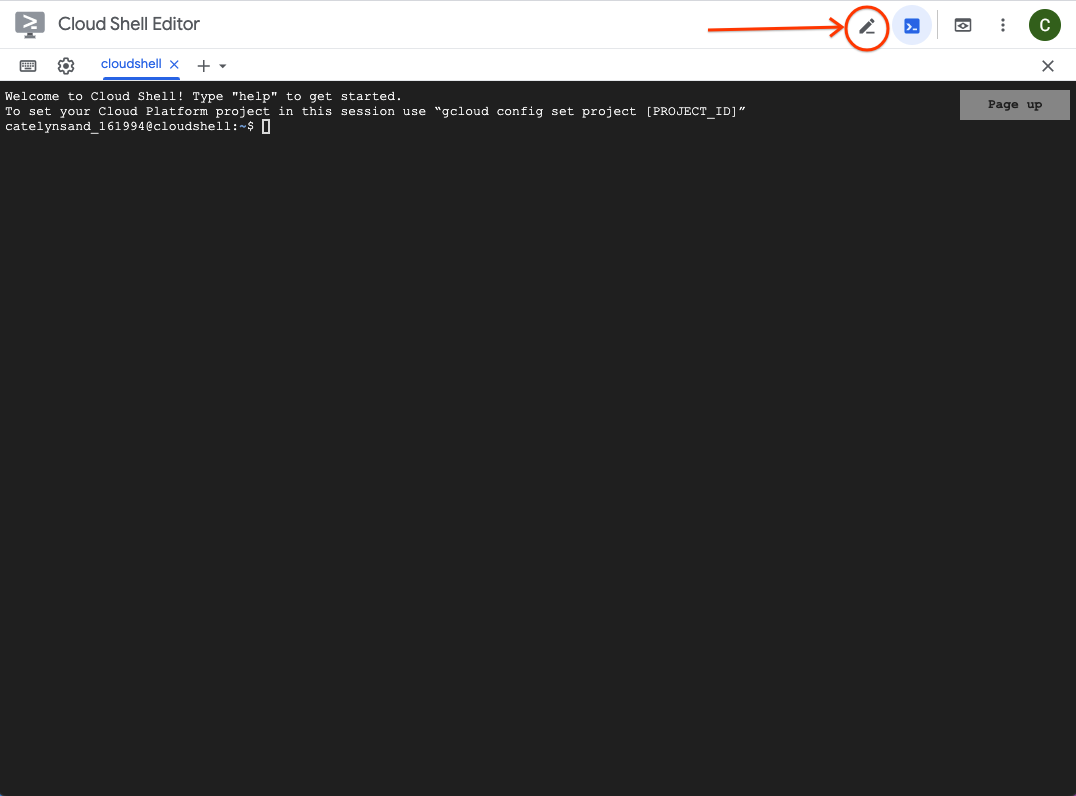 Cloud Shell Editor
C
cloudshell
Welcome to Cloud Shell! Type "help" to get started.
To set your Cloud Platform project in this session use “gcloud config set project [PROJECT_ID]”
catelynsand_161994@cloudshell:~$
Page up